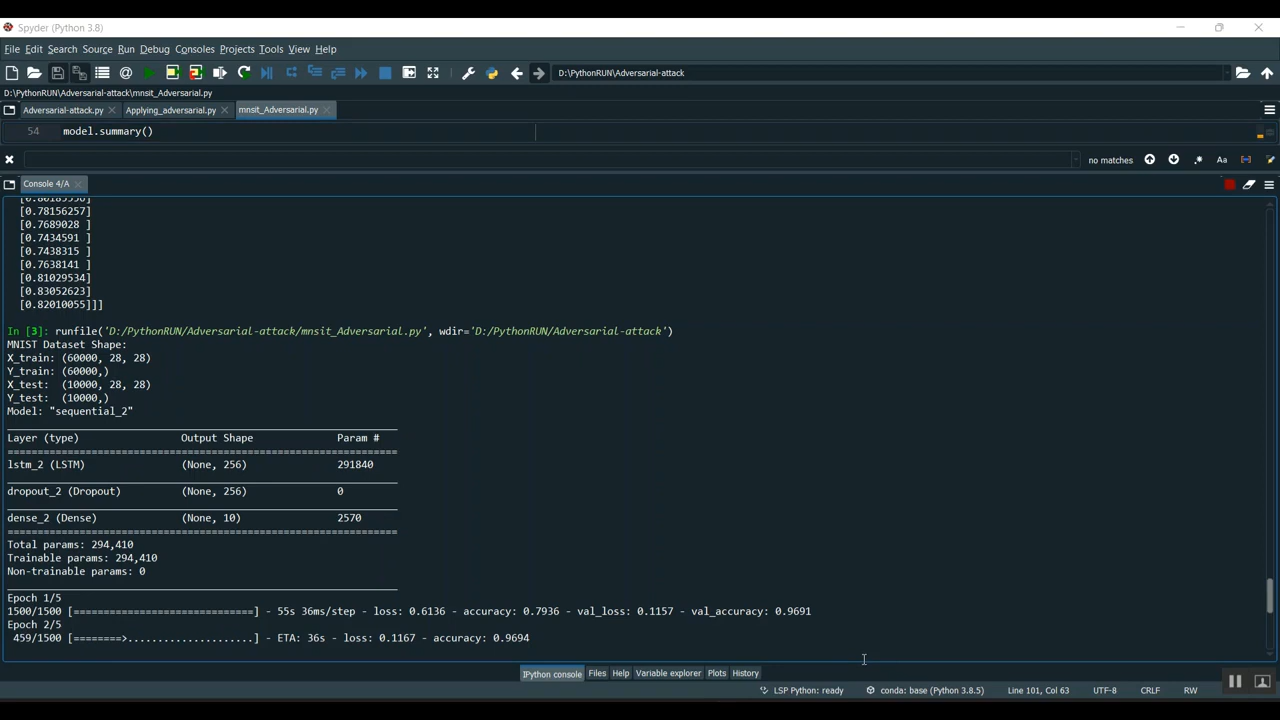 Spyder (Python 3.8)
File Edit Search Source Run Debug Consoles Projects Tools View Help
D:\PythonRUN\Adversarial-attack
D:\PythonRUN\Adversarial-attack\mnsit_Adversarial.py
Adversarial-attack.py Applying_adversarial.py mnsit_Adversarial.py
54 model.summary()
no matches .* Aa
Console 4/A
[0.78156257]
[0.7689028 ]
[0.7434591 ]
[0.7438315 ]
[0.7638141 ]
[0.81029534]
[0.83052623]
[0.82010055]]]
In [3]: runfile('D:/PythonRUN/Adversarial-attack/mnsit_Adversarial.py', wdir='D:/PythonRUN/Adversarial-attack')
MNIST Dataset Shape:
X_train: (60000, 28, 28)
Y_train: (60000,)
X_test:  (10000, 28, 28)
Y_test:  (10000,)
Model: "sequential_2"
_________________________________________________________________
Layer (type)                 Output Shape              Param #
=================================================================
lstm_2 (LSTM)                (None, 256)               291840
_________________________________________________________________
dropout_2 (Dropout)          (None, 256)               0
_________________________________________________________________
dense_2 (Dense)              (None, 10)                2570
=================================================================
Total params: 294,410
Trainable params: 294,410
Non-trainable params: 0
_________________________________________________________________
Epoch 1/5
1500/1500 [==============================] - 55s 36ms/step - loss: 0.6136 - accuracy: 0.7936 - val_loss: 0.1157 - val_accuracy: 0.9691
Epoch 2/5
459/1500 [========>.....................] - ETA: 36s - loss: 0.1167 - accuracy: 0.9694
IPython console Files Help Variable explorer Plots History
LSP Python: ready conda: base (Python 3.8.5) Line 101, Col 63 UTF-8 CRLF RW